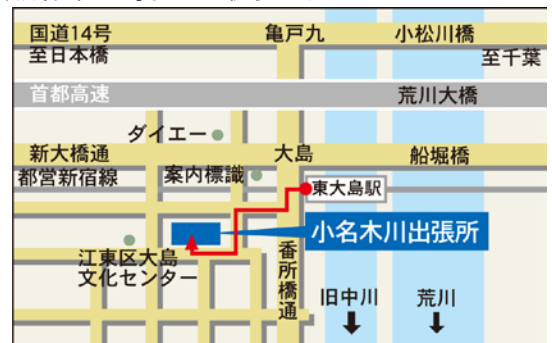 国道14号
亀戸九
小松川橋
至日本橋
至千葉
首都高速
荒川大橋
ダイエー
新大橋通
大島
船堀橋
都営新宿線
案内標識
東大島駅
小名木川出張所
江東区大島
文化センター
番所橋通
旧中川
荒川